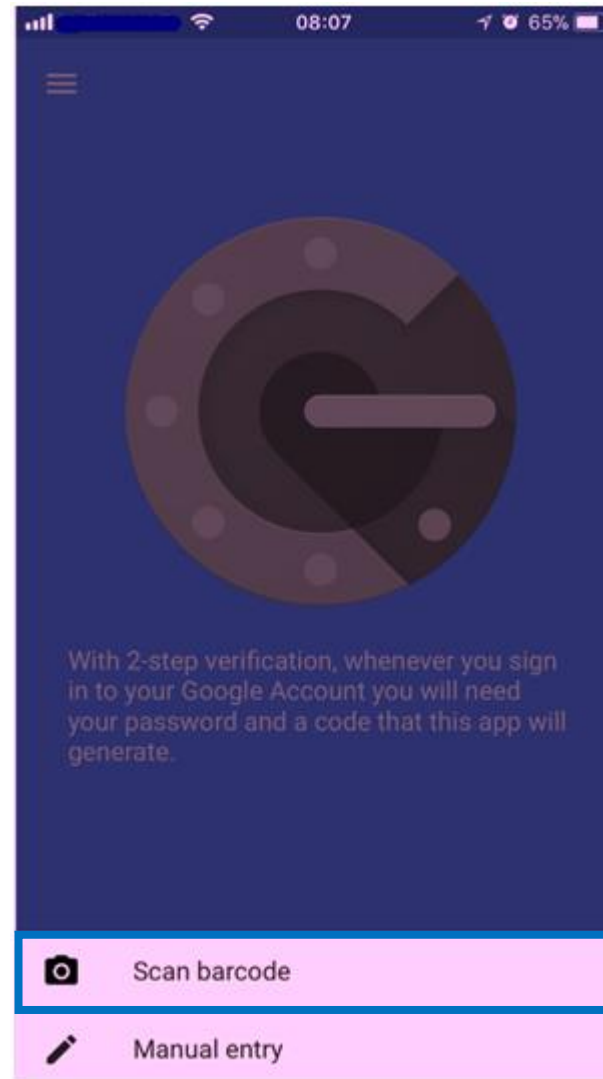 08:07
65%
With 2-step verification, whenever you sign
in to your Google Account you will need
your password and a code that this app will
generate.
Scan barcode
Manual entry